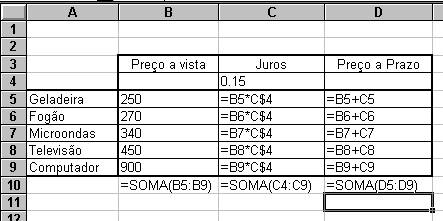 A B C D
1
2
3 Preço a vista Juros Preço a Prazo
4 0.15
5 Geladeira 250 =B5*C$4 =B5+C5
6 Fogão 270 =B6*C$4 =B6+C6
7 Microondas 340 =B7*C$4 =B7+C7
8 Televisão 450 =B8*C$4 =B8+C8
9 Computador 900 =B9*C$4 =B9+C9
10 =SOMA(B5:B9) =SOMA(C4:C9) =SOMA(D5:D9)
11